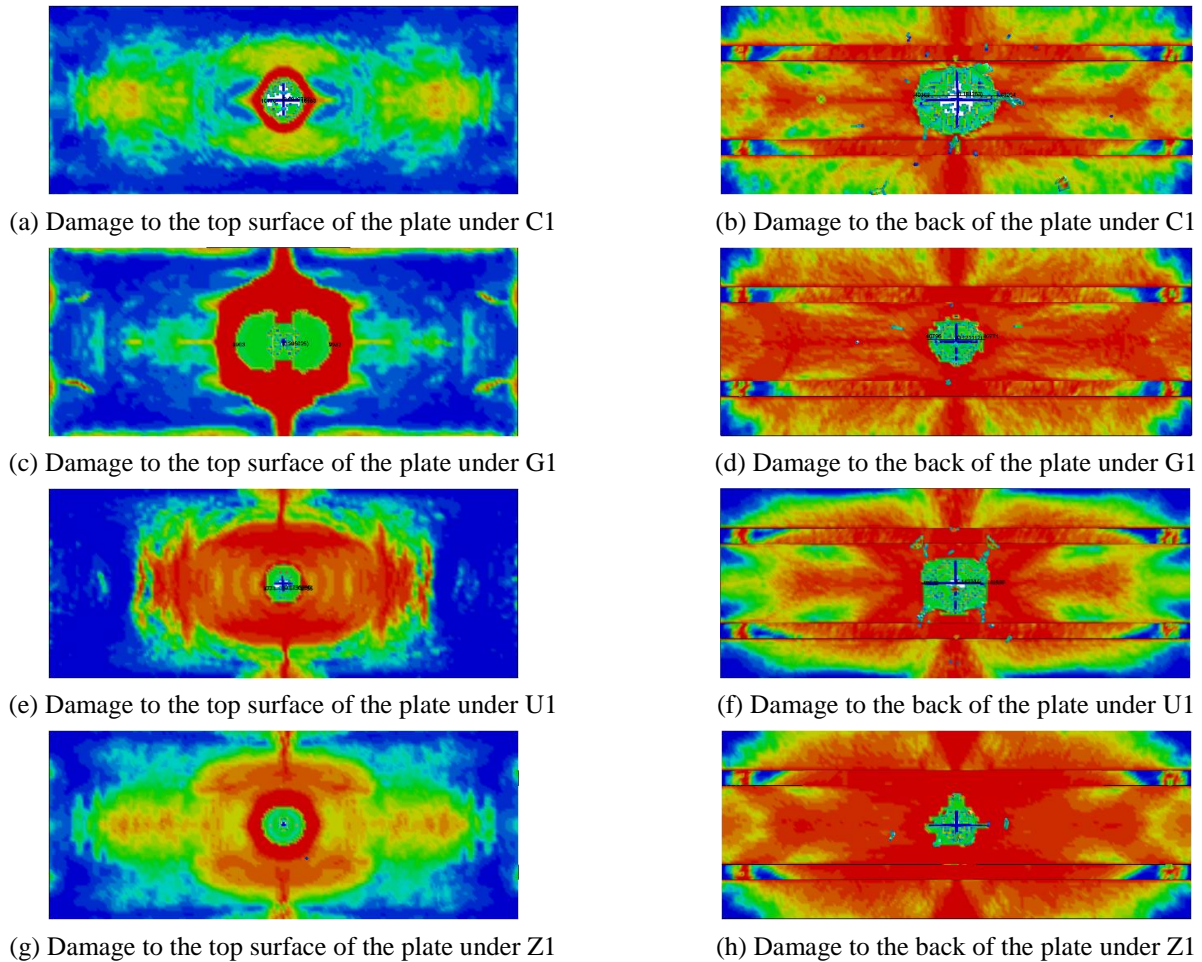 (a) Damage to the top surface of the plate under C1
(b) Damage to the back of the plate under C1
(c) Damage to the top surface of the plate under G1
(d) Damage to the back of the plate under G1
(e) Damage to the top surface of the plate under U1
(f) Damage to the back of the plate under U1
(g) Damage to the top surface of the plate under Z1
(h) Damage to the back of the plate under Z1